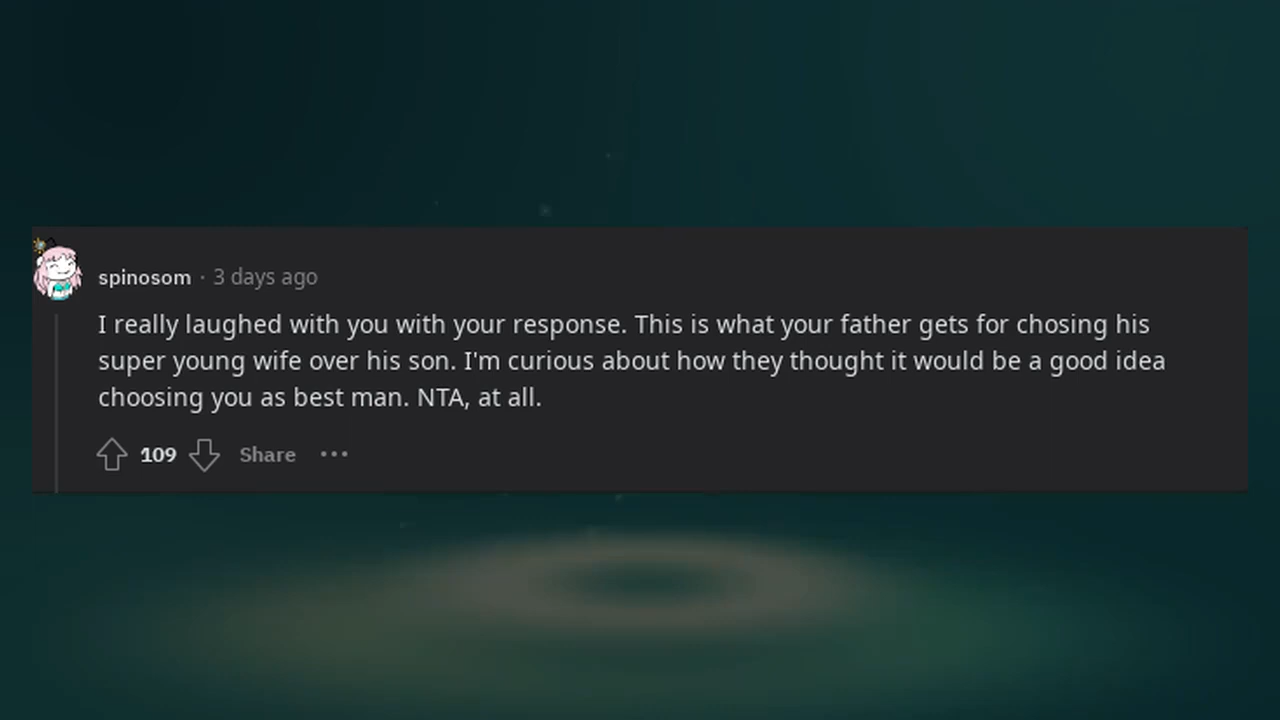 spinosom · 3 days ago
I really laughed with you with your response. This is what your father gets for chosing his
super young wife over his son. I'm curious about how they thought it would be a good idea
choosing you as best man. NTA, at all.
109 Share